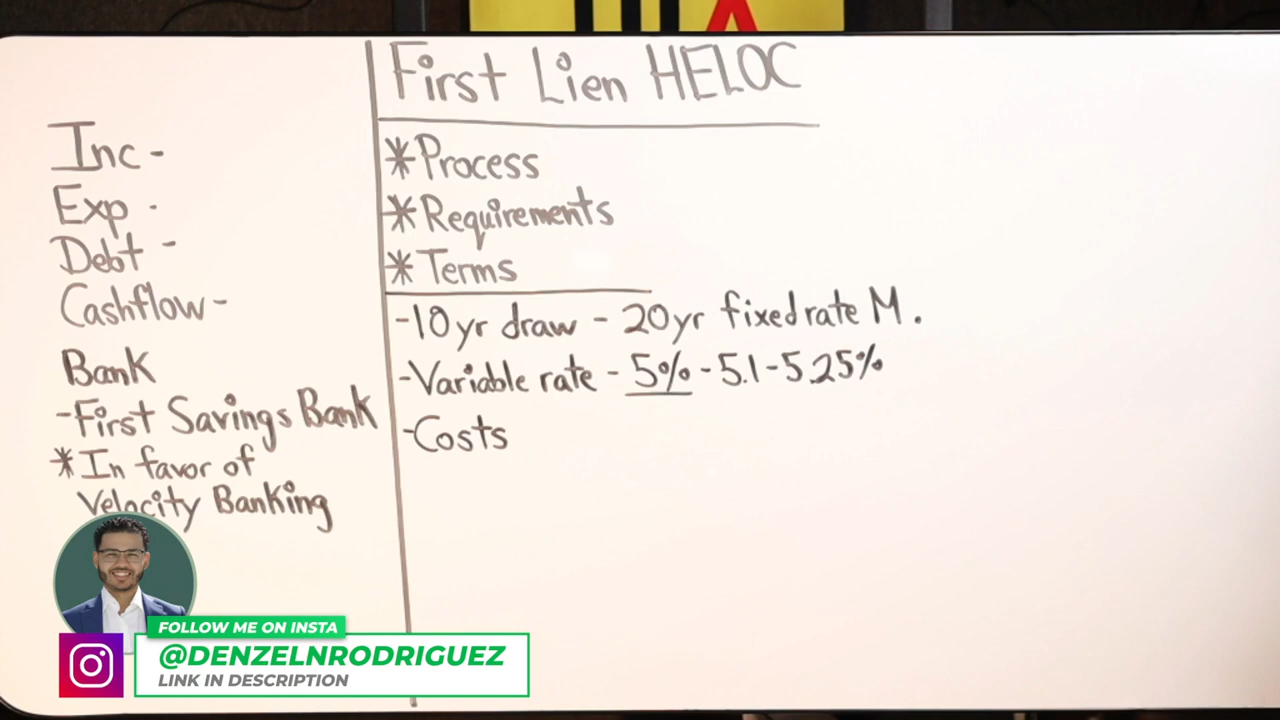 Inc -
Exp -
Debt -
Cashflow -
Bank
- First Savings Bank
* In favor of
Velocity Banking
First Lien HELOC
* Process
* Requirements
* Terms
- 10 yr draw - 20 yr fixed rate M.
- Variable rate - 5% - 5.1 - 5.25%
- Costs
FOLLOW ME ON INSTA
@DENZELNRODRIGUEZ
LINK IN DESCRIPTION